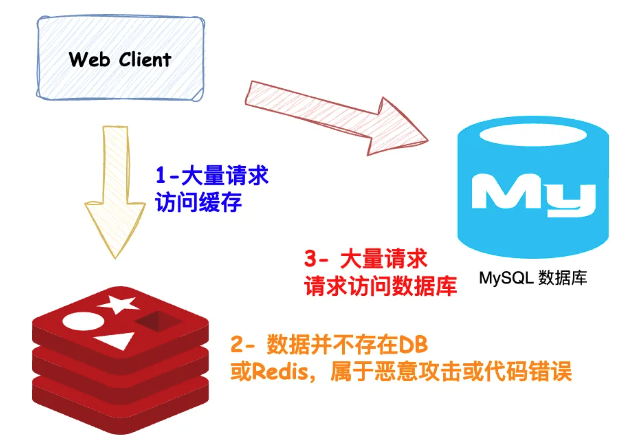 Web Client
1-大量请求
访问缓存
My
3- 大量请求
请求访问数据库
MySQL 数据库
2- 数据并不存在DB
或Redis，属于恶意攻击或代码错误